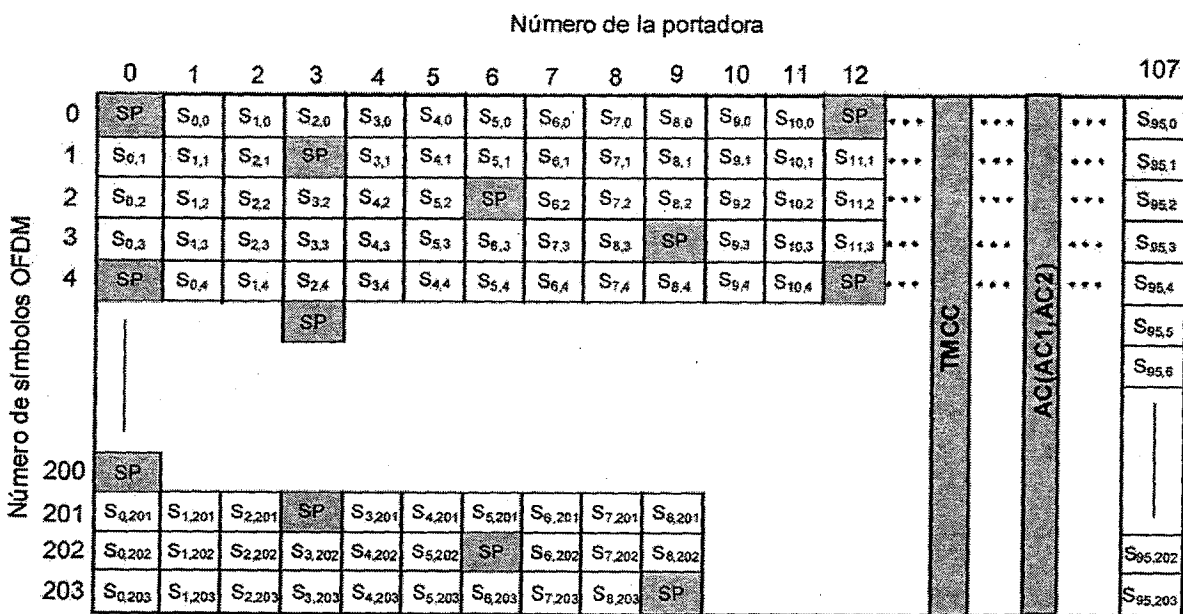 Número de la portadora
0 1 2 3 4 5 6 7 8 9 10 11 12 107
Número de símbolos OFDM
0 SP S0,0 S1,0 S2,0 S3,0 S4,0 S5,0 S6,0 S7,0 S8,0 S9,0 S10,0 SP ... ... ... S95,0
1 S0,1 S1,1 S2,1 SP S3,1 S4,1 S5,1 S6,1 S7,1 S8,1 S9,1 S10,1 S11,1 ... ... ... S95,1
2 S0,2 S1,2 S2,2 S3,2 S4,2 S5,2 SP S6,2 S7,2 S8,2 S9,2 S10,2 S11,2 ... ... ... S95,2
3 S0,3 S1,3 S2,3 S3,3 S4,3 S5,3 S6,3 S7,3 S8,3 SP S9,3 S10,3 S11,3 ... ... ... S95,3
4 SP S0,4 S1,4 S2,4 S3,4 S4,4 S5,4 S6,4 S7,4 S8,4 S9,4 S10,4 SP ... ... ... S95,4
SP S95,5
S95,6
TMCC
AC(AC1,AC2)
200 SP
201 S0,201 S1,201 S2,201 SP S3,201 S4,201 S5,201 S6,201 S7,201 S8,201
202 S0,202 S1,202 S2,202 S3,202 S4,202 S5,202 SP S6,202 S7,202 S8,202 S95,202
203 S0,203 S1,203 S2,203 S3,203 S4,203 S5,203 S6,203 S7,203 S8,203 SP S95,203